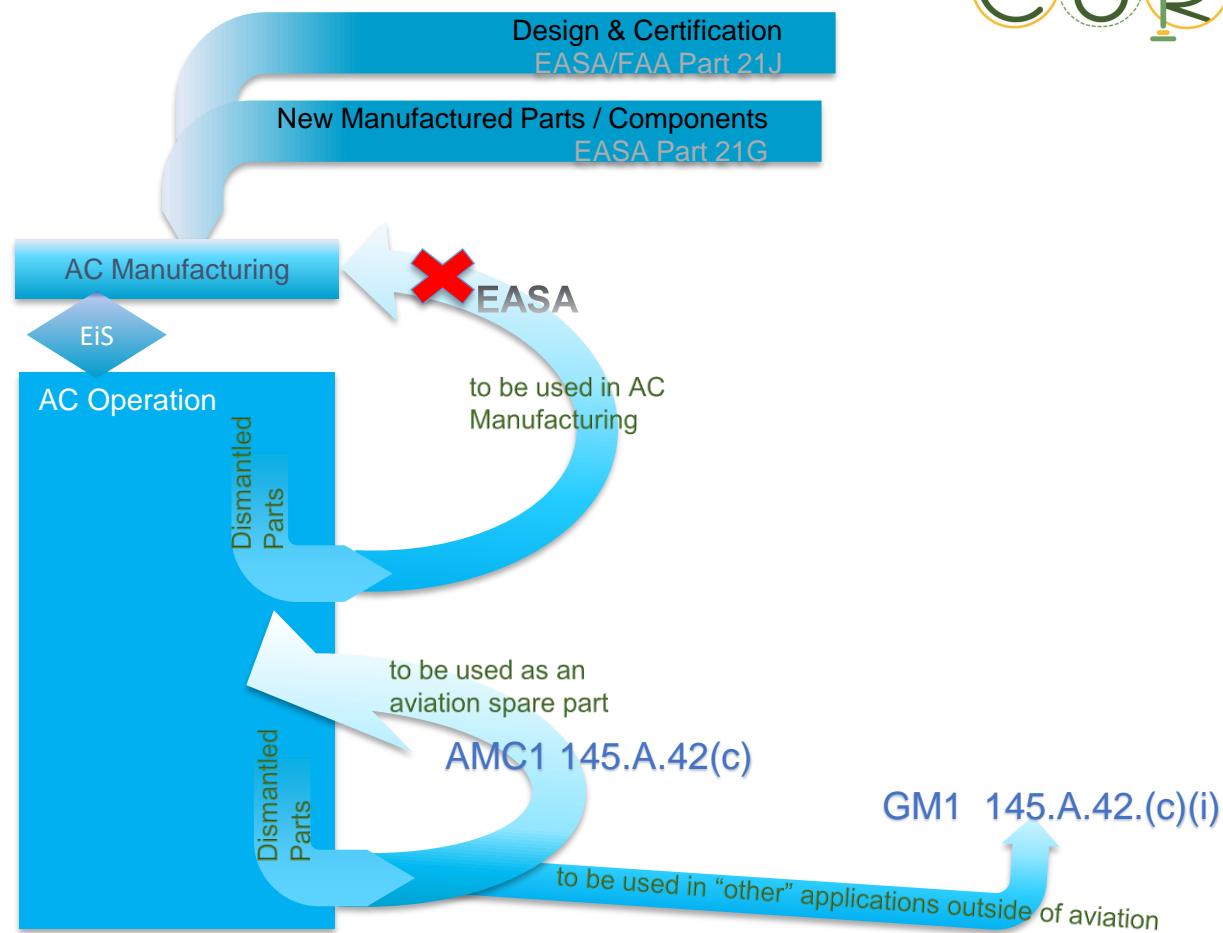 Design & Certification
EASA/FAA Part 21J
New Manufactured Parts / Components
EASA Part 21G
AC Manufacturing
EASA
EiS
to be used in AC
Manufacturing
AC Operation
Dismantled
Parts
to be used as an
aviation spare part
AMC1 145.A.42(c)
GM1 145.A.42.(c)(i)
Dismantled
Parts
to be used in “other” applications outside of aviation